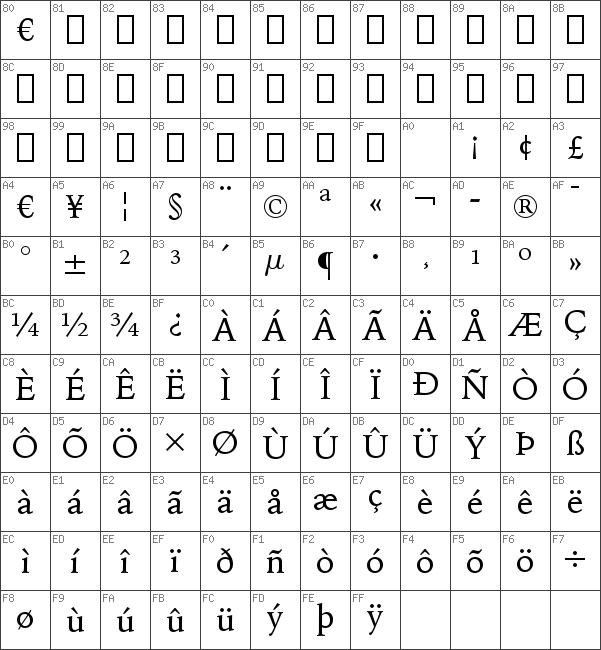 80 81 82 83 84 85 86 87 88 89 8A 8B
€
8C 8D 8E 8F 90 91 92 93 94 95 96 97
98 99 9A 9B 9C 9D 9E 9F A0 A1 A2 A3
¡ ¢ £
A4 A5 A6 A7 A8 A9 AA AB AC AD AE AF
€ ¥ ¦ § ¨ © ª « ¬ - ® ¯
B0 B1 B2 B3 B4 B5 B6 B7 B8 B9 BA BB
° ± ² ³ ´ µ ¶ · ¸ ¹ º »
BC BD BE BF C0 C1 C2 C3 C4 C5 C6 C7
¼ ½ ¾ ¿ À Á Â Ã Ä Å Æ Ç
C8 C9 CA CB CC CD CE CF D0 D1 D2 D3
È É Ê Ë Ì Í Î Ï Ð Ñ Ò Ó
D4 D5 D6 D7 D8 D9 DA DB DC DD DE DF
Ô Õ Ö × Ø Ù Ú Û Ü Ý Þ ß
E0 E1 E2 E3 E4 E5 E6 E7 E8 E9 EA EB
à á â ã ä å æ ç è é ê ë
EC ED EE EF F0 F1 F2 F3 F4 F5 F6 F7
ì í î ï ð ñ ò ó ô õ ö ÷
F8 F9 FA FB FC FD FE FF
ø ù ú û ü ý þ ÿ